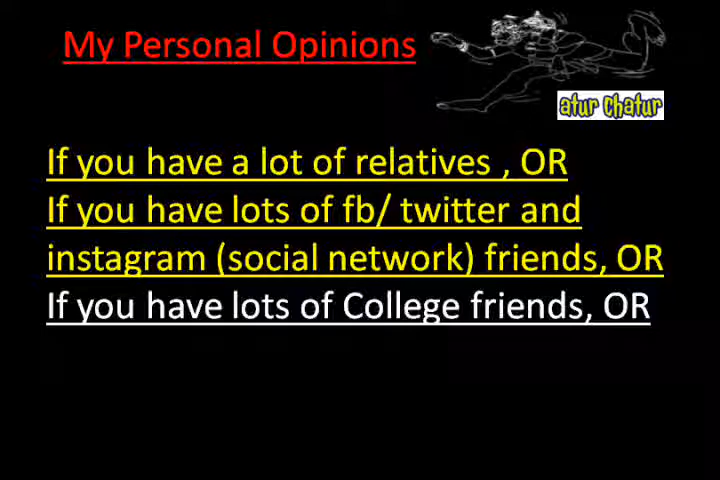 My Personal Opinions
atur chatur
If you have a lot of relatives , OR
If you have lots of fb/ twitter and
instagram (social network) friends, OR
If you have lots of College friends, OR